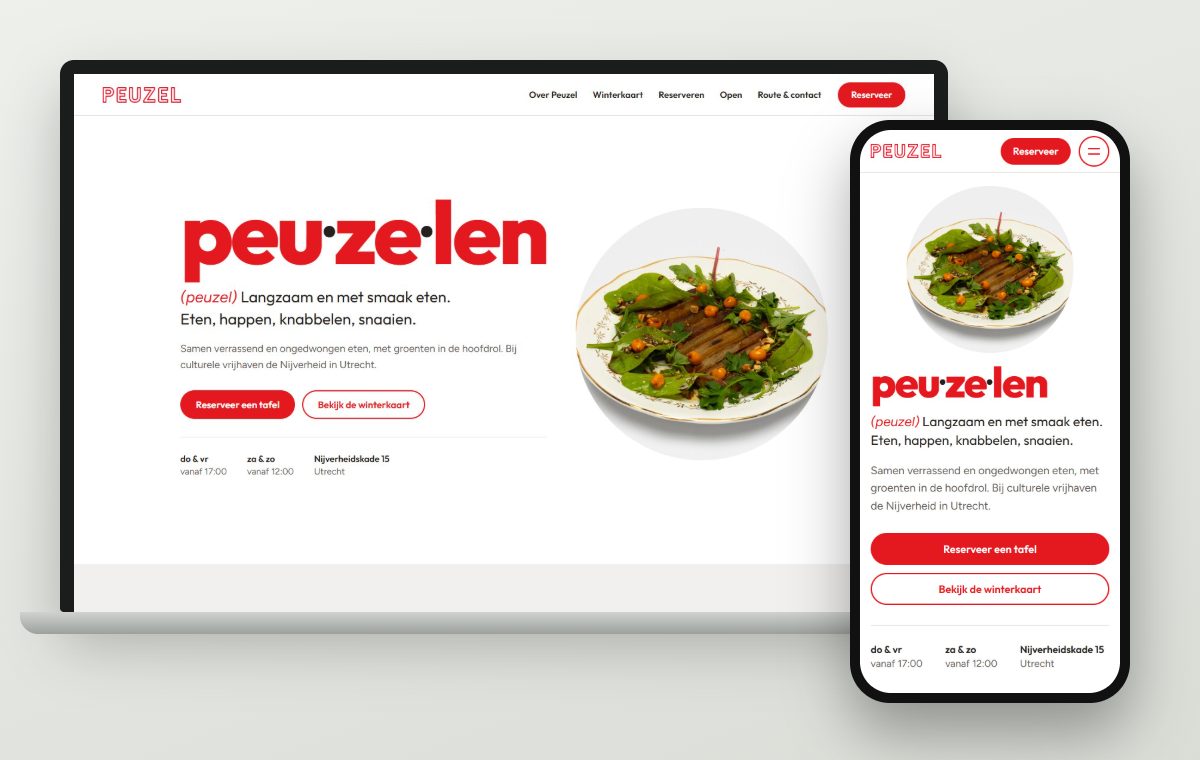 PEUZEL
Over Peuzel Winterkaart Reserveren Open Route & contact Reserveer
peu·ze·len
(peuzel) Langzaam en met smaak eten.
Eten, happen, knabbelen, snaaien.
Samen verrassend en ongedwongen eten, met groenten in de hoofdrol. Bij
culturele vrijhaven de Nijverheid in Utrecht.
Reserveer een tafel Bekijk de winterkaart
do & vr za & zo Nijverheidskade 15
vanaf 17:00 vanaf 12:00 Utrecht
PEUZEL Reserveer
peu·ze·len
(peuzel) Langzaam en met smaak eten.
Eten, happen, knabbelen, snaaien.
Samen verrassend en ongedwongen eten, met
groenten in de hoofdrol. Bij culturele vrijhaven
de Nijverheid in Utrecht.
Reserveer een tafel
Bekijk de winterkaart
do & vr za & zo Nijverheidskade 15
vanaf 17:00 vanaf 12:00 Utrecht